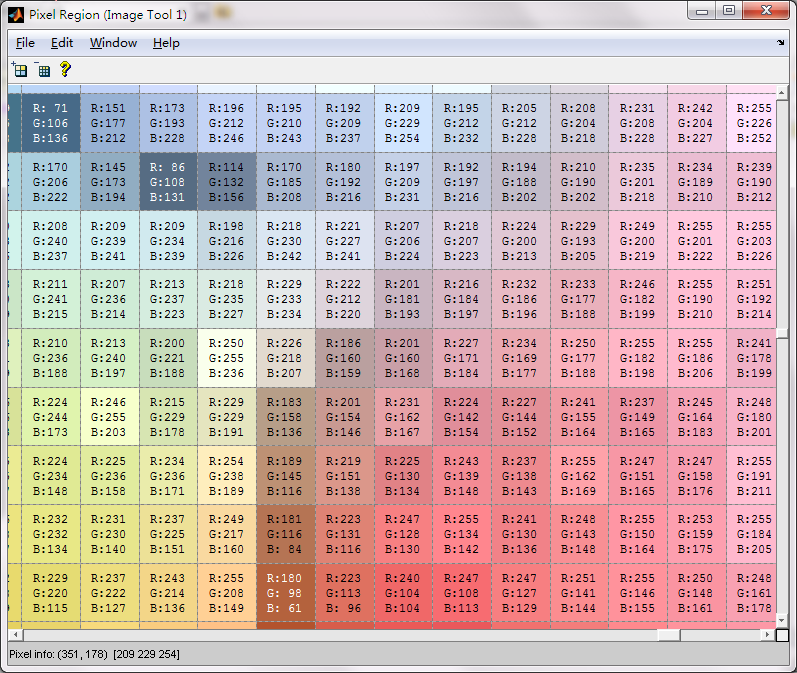 Pixel Region (Image Tool 1)
File Edit Window Help
R: 71 R:151 R:173 R:196 R:195 R:192 R:209 R:195 R:205 R:208 R:231 R:242 R:255
G:106 G:177 G:193 G:212 G:210 G:209 G:229 G:212 G:212 G:204 G:208 G:204 G:226
B:136 B:212 B:228 B:246 B:243 B:237 B:254 B:232 B:228 B:218 B:228 B:227 B:252
R:170 R:145 R: 86 R:114 R:170 R:180 R:197 R:192 R:194 R:210 R:235 R:234 R:239
G:206 G:173 G:108 G:132 G:185 G:192 G:209 G:197 G:188 G:190 G:201 G:189 G:190
B:222 B:194 B:131 B:156 B:208 B:216 B:231 B:216 B:202 B:202 B:218 B:210 B:212
R:208 R:209 R:209 R:198 R:218 R:221 R:207 R:218 R:224 R:229 R:249 R:255 R:255
G:240 G:239 G:234 G:216 G:230 G:227 G:206 G:207 G:200 G:193 G:200 G:201 G:203
B:237 B:241 B:239 B:226 B:242 B:241 B:218 B:223 B:213 B:205 B:219 B:222 B:226
R:211 R:207 R:213 R:218 R:229 R:222 R:201 R:216 R:232 R:233 R:246 R:255 R:251
G:241 G:236 G:237 G:235 G:233 G:212 G:181 G:184 G:186 G:177 G:182 G:190 G:192
B:215 B:214 B:223 B:227 B:234 B:220 B:193 B:197 B:196 B:188 B:199 B:210 B:214
R:210 R:213 R:200 R:250 R:226 R:186 R:201 R:227 R:234 R:250 R:255 R:255 R:241
G:236 G:240 G:221 G:255 G:218 G:160 G:160 G:171 G:169 G:177 G:182 G:186 G:178
B:188 B:197 B:188 B:236 B:207 B:159 B:168 B:184 B:177 B:188 B:198 B:206 B:199
R:224 R:246 R:215 R:229 R:183 R:201 R:231 R:224 R:227 R:241 R:237 R:245 R:248
G:244 G:255 G:229 G:229 G:158 G:154 G:162 G:142 G:144 G:155 G:149 G:164 G:180
B:173 B:203 B:178 B:191 B:136 B:146 B:167 B:154 B:152 B:164 B:165 B:183 B:201
R:224 R:225 R:234 R:254 R:189 R:219 R:225 R:243 R:237 R:255 R:247 R:247 R:255
G:234 G:236 G:236 G:238 G:145 G:151 G:130 G:139 G:138 G:162 G:151 G:158 G:191
B:148 B:158 B:171 B:189 B:116 B:138 B:134 B:148 B:143 B:169 B:165 B:176 B:211
R:232 R:231 R:237 R:249 R:181 R:223 R:247 R:255 R:241 R:248 R:255 R:253 R:255
G:232 G:230 G:225 G:217 G:116 G:131 G:128 G:134 G:130 G:143 G:150 G:159 G:184
B:134 B:140 B:151 B:160 B: 84 B:116 B:130 B:142 B:136 B:148 B:164 B:175 B:205
R:229 R:237 R:243 R:255 R:180 R:223 R:240 R:247 R:247 R:251 R:255 R:250 R:248
G:220 G:222 G:214 G:208 G: 98 G:113 G:104 G:108 G:127 G:141 G:146 G:148 G:161
B:115 B:127 B:136 B:149 B: 61 B: 96 B:104 B:113 B:129 B:144 B:155 B:161 B:178
Pixel info: (351, 178) [209 229 254]